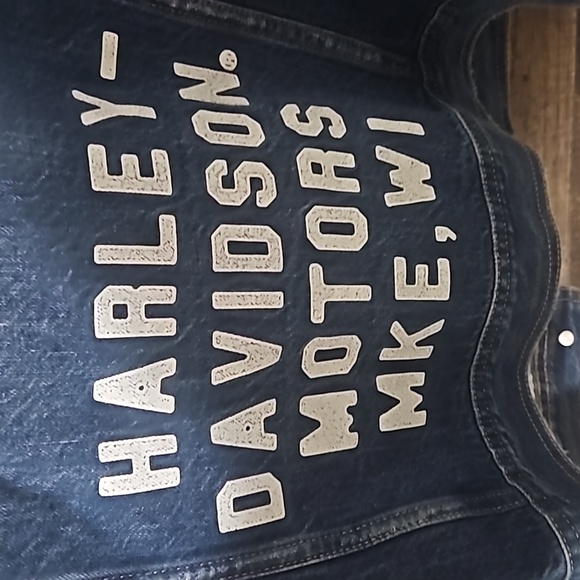 HARLEY-
DAVIDSON®
MOTORS
MKE, WI